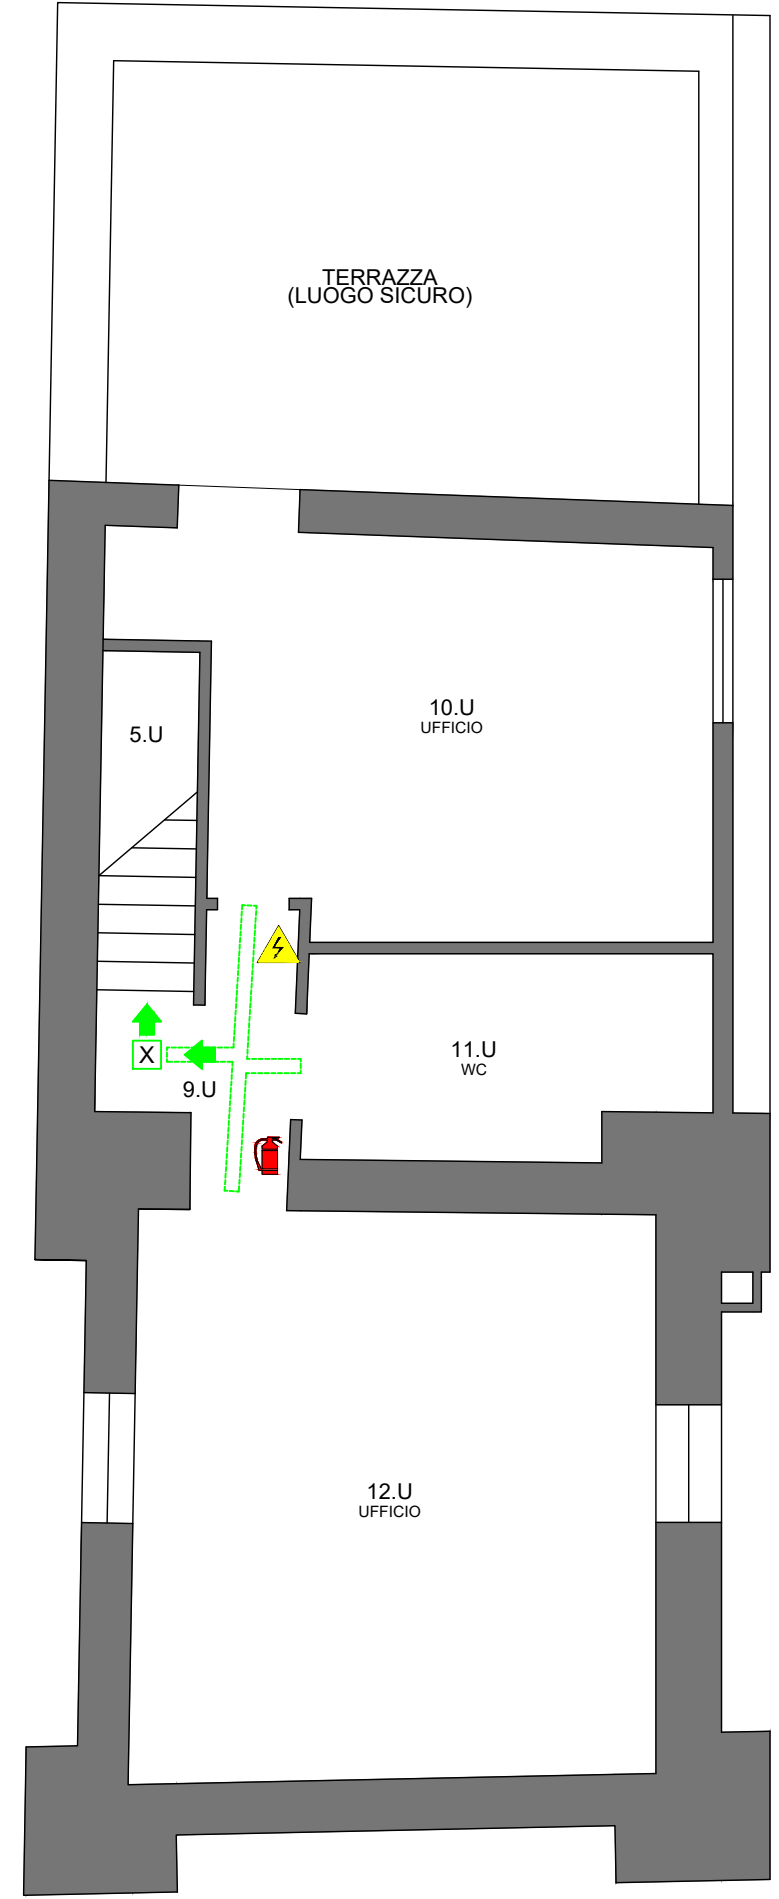 TERRAZZA
(LUOGO SICURO)
10.U
UFFICIO
5.U
11.U
WC
X
9.U
12.U
UFFICIO